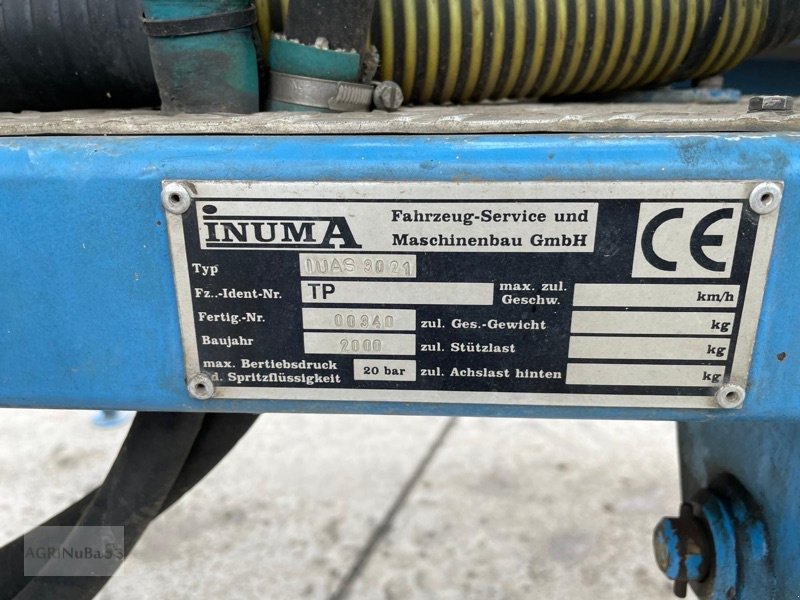 INUMA
Fahrzeug-Service und
Maschinenbau GmbH
CE
Typ IUAS 3021
Fz..-Ident-Nr. TP
max. zul. Geschw. km/h
Fertig.-Nr. 00340
zul. Ges.-Gewicht kg
Baujahr 2000
zul. Stützlast kg
max. Bertiebsdruck
d. Spritzflüssigkeit 20 bar
zul. Achslast hinten kg
AGRINuBa53